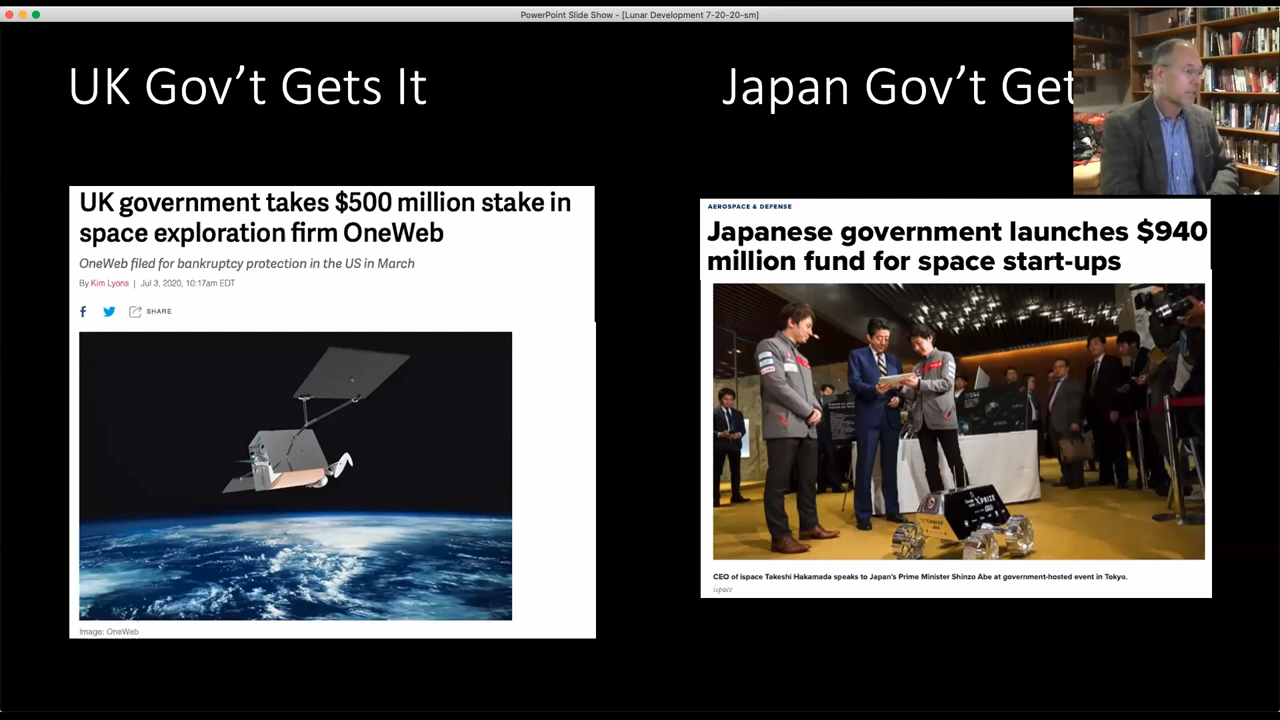 PowerPoint Slide Show - [Lunar Development 7-20-20-sm]
UK Gov’t Gets It
Japan Gov’t Get
UK government takes $500 million stake in
space exploration firm OneWeb
OneWeb filed for bankruptcy protection in the US in March
By Kim Lyons | Jul 3, 2020, 10:17am EDT
SHARE
Image: OneWeb
AEROSPACE & DEFENSE
Japanese government launches $940
million fund for space start-ups
XPRIZE
CEO of ispace Takeshi Hakamada speaks to Japan's Prime Minister Shinzo Abe at government-hosted event in Tokyo.
ispace